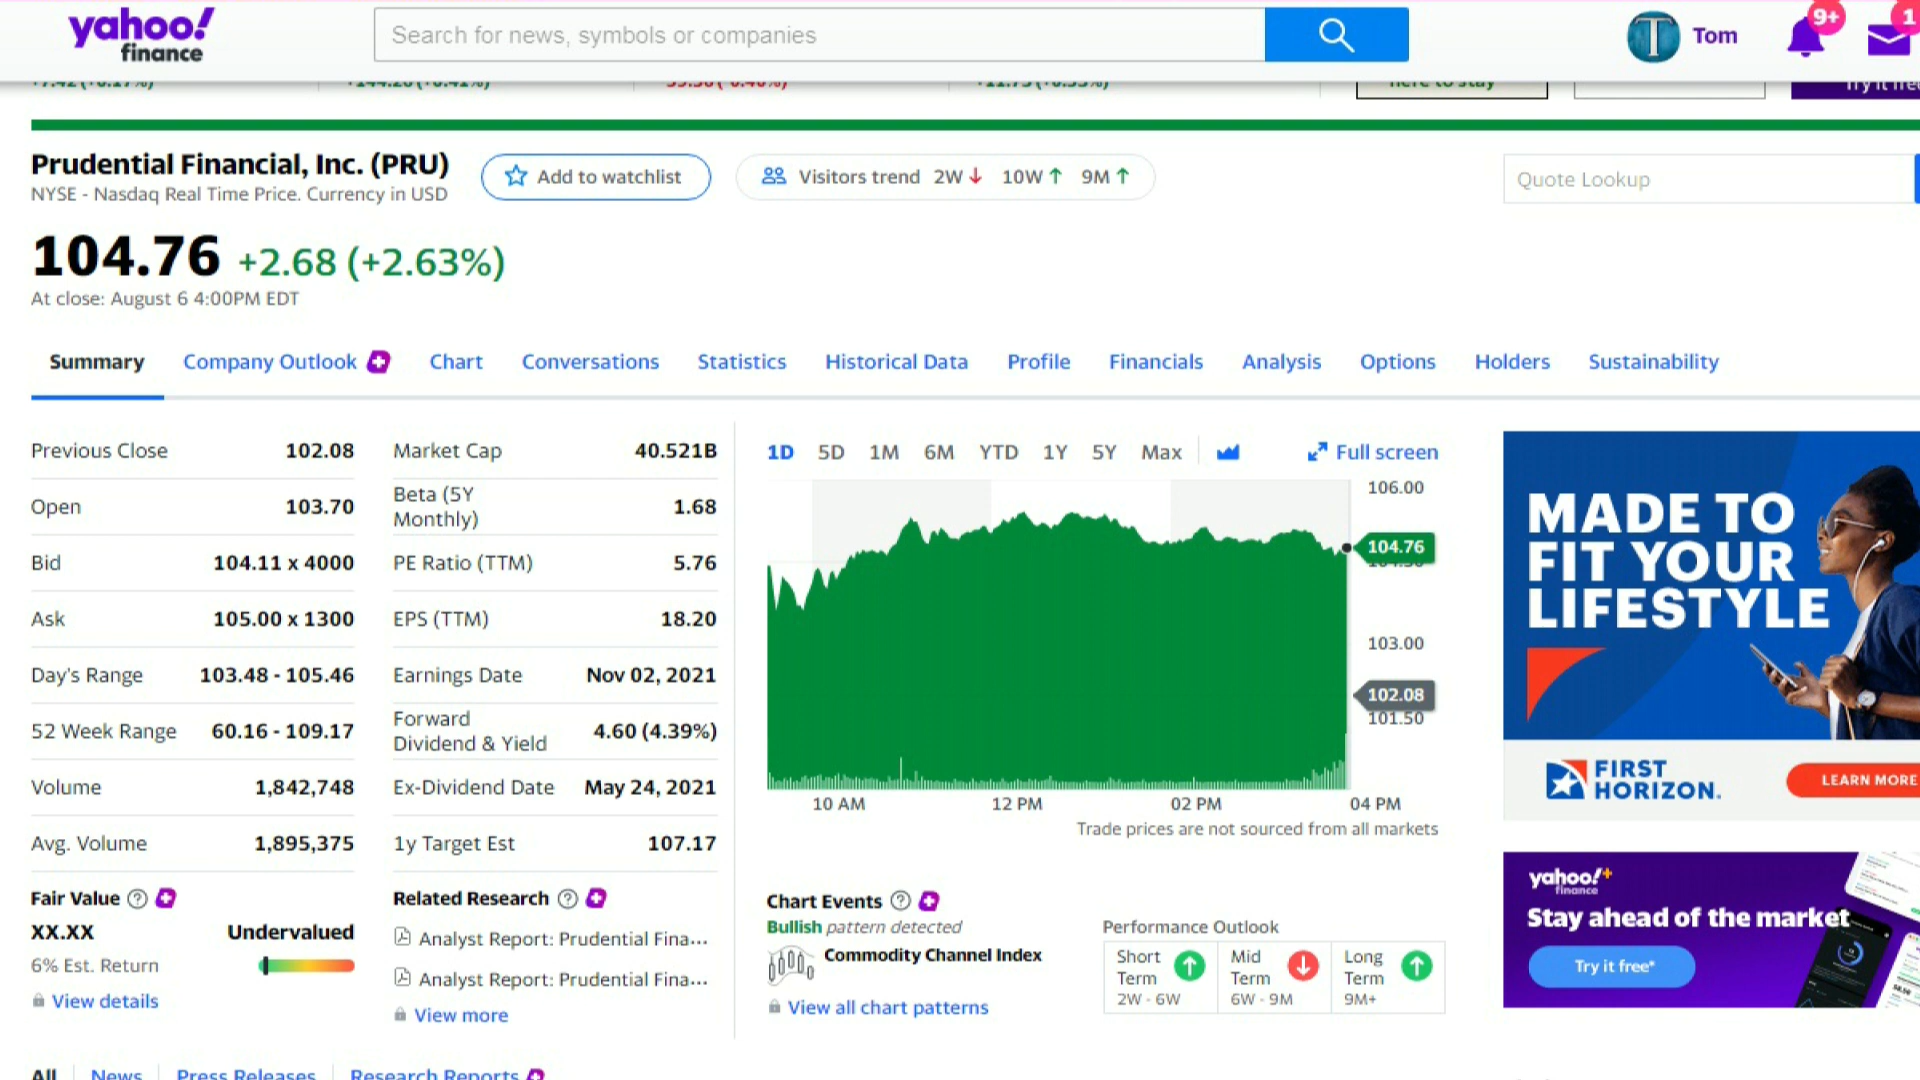 yahoo!
finance
Search for news, symbols or companies
Tom
9+
1
Prudential Financial, Inc. (PRU)
NYSE - Nasdaq Real Time Price. Currency in USD
Add to watchlist
Visitors trend 2W 10W 9M
Quote Lookup
104.76 +2.68 (+2.63%)
At close: August 6 4:00PM EDT
Summary Company Outlook Chart Conversations Statistics Historical Data Profile Financials Analysis Options Holders Sustainability
Previous Close 102.08
Open 103.70
Bid 104.11 x 4000
Ask 105.00 x 1300
Day's Range 103.48 - 105.46
52 Week Range 60.16 - 109.17
Volume 1,842,748
Avg. Volume 1,895,375
Market Cap 40.521B
Beta (5Y
Monthly) 1.68
PE Ratio (TTM) 5.76
EPS (TTM) 18.20
Earnings Date Nov 02, 2021
Forward
Dividend & Yield 4.60 (4.39%)
Ex-Dividend Date May 24, 2021
1y Target Est 107.17
Fair Value
XX.XX Undervalued
6% Est. Return
View details
Related Research
Analyst Report: Prudential Fina...
Analyst Report: Prudential Fina...
View more
1D 5D 1M 6M YTD 1Y 5Y Max Full screen
106.00
104.76
103.00
102.08
101.50
10 AM 12 PM 02 PM 04 PM
Trade prices are not sourced from all markets
Chart Events
Bullish pattern detected
Commodity Channel Index
View all chart patterns
Performance Outlook
Short
Term
2W - 6W
Mid
Term
6W - 9M
Long
Term
9M+
MADE TO
FIT YOUR
LIFESTYLE
FIRST
HORIZON.
LEARN MORE
yahoo!+
finance
Stay ahead of the market
Try it free*
All News Press Releases Research Reports